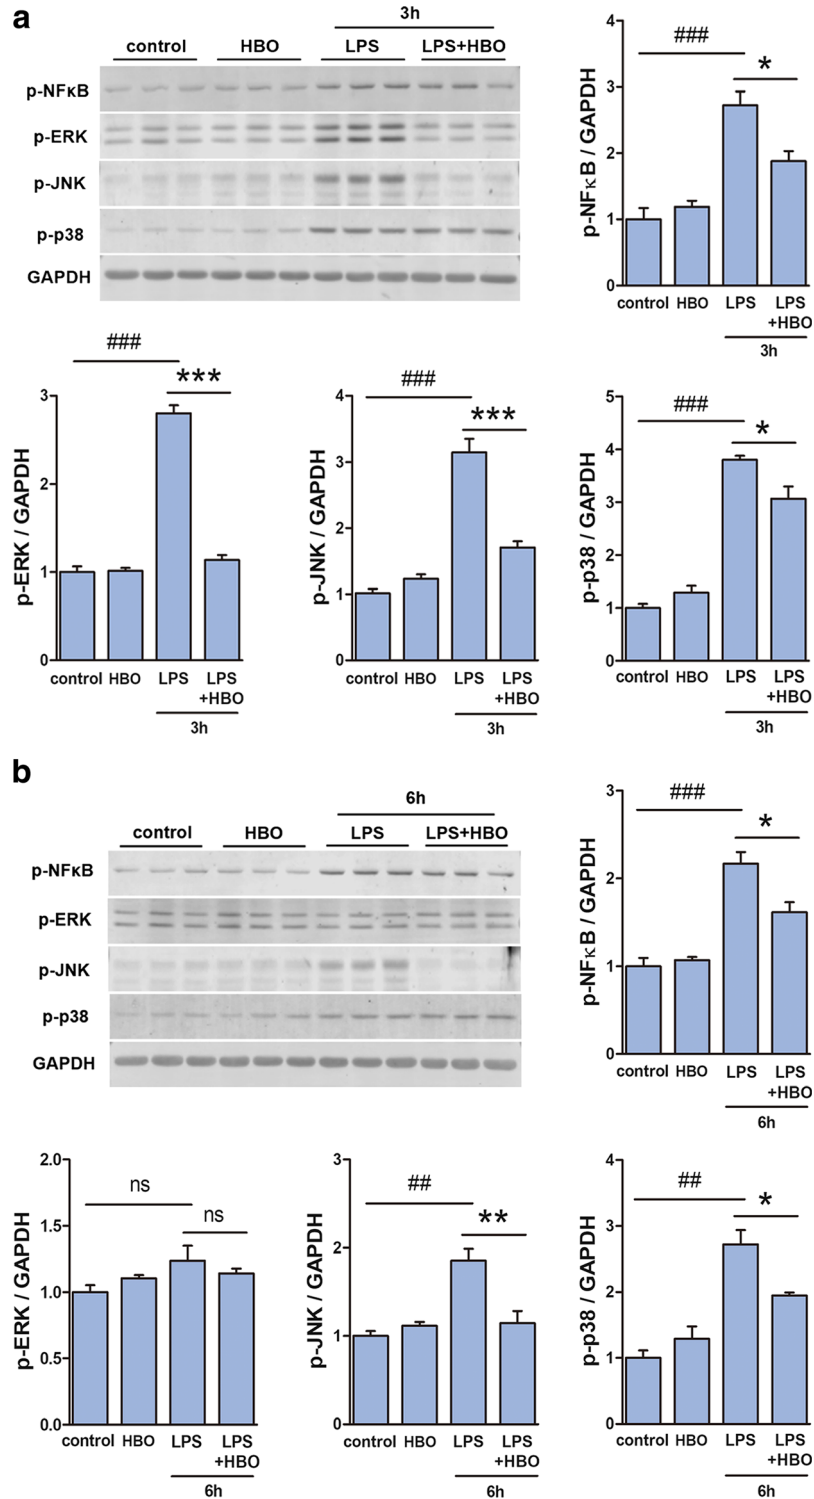 a
3h
control HBO LPS LPS+HBO
p-NFκB
p-ERK
p-JNK
p-p38
GAPDH
p-NFκB / GAPDH
4
3
2
1
0
###
*
control HBO LPS LPS
+HBO
3h
p-ERK / GAPDH
3
2
1
0
###
***
control HBO LPS LPS
+HBO
3h
p-JNK / GAPDH
4
3
2
1
0
###
***
control HBO LPS LPS
+HBO
3h
p-p38 / GAPDH
5
4
3
2
1
0
###
*
control HBO LPS LPS
+HBO
3h
b
6h
control HBO LPS LPS+HBO
p-NFκB
p-ERK
p-JNK
p-p38
GAPDH
p-NFκB / GAPDH
3
2
1
0
###
*
control HBO LPS LPS
+HBO
6h
p-ERK / GAPDH
2.0
1.5
1.0
0.5
0.0
ns
ns
control HBO LPS LPS
+HBO
6h
p-JNK / GAPDH
3
2
1
0
##
**
control HBO LPS LPS
+HBO
6h
p-p38 / GAPDH
4
3
2
1
0
##
*
control HBO LPS LPS
+HBO
6h